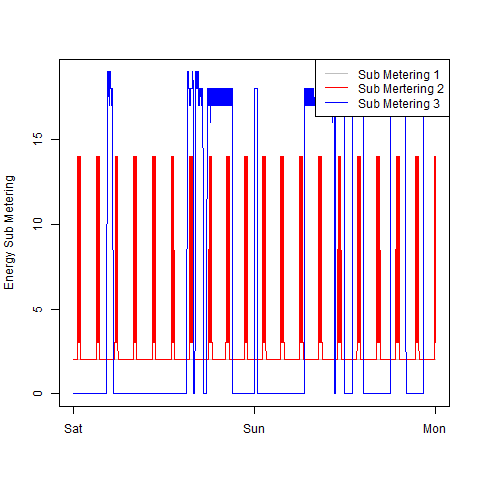 Sub Metering 1
Sub Mertering 2
Sub Metering 3
Energy Sub Metering
15
10
5
0
Sat Sun Mon